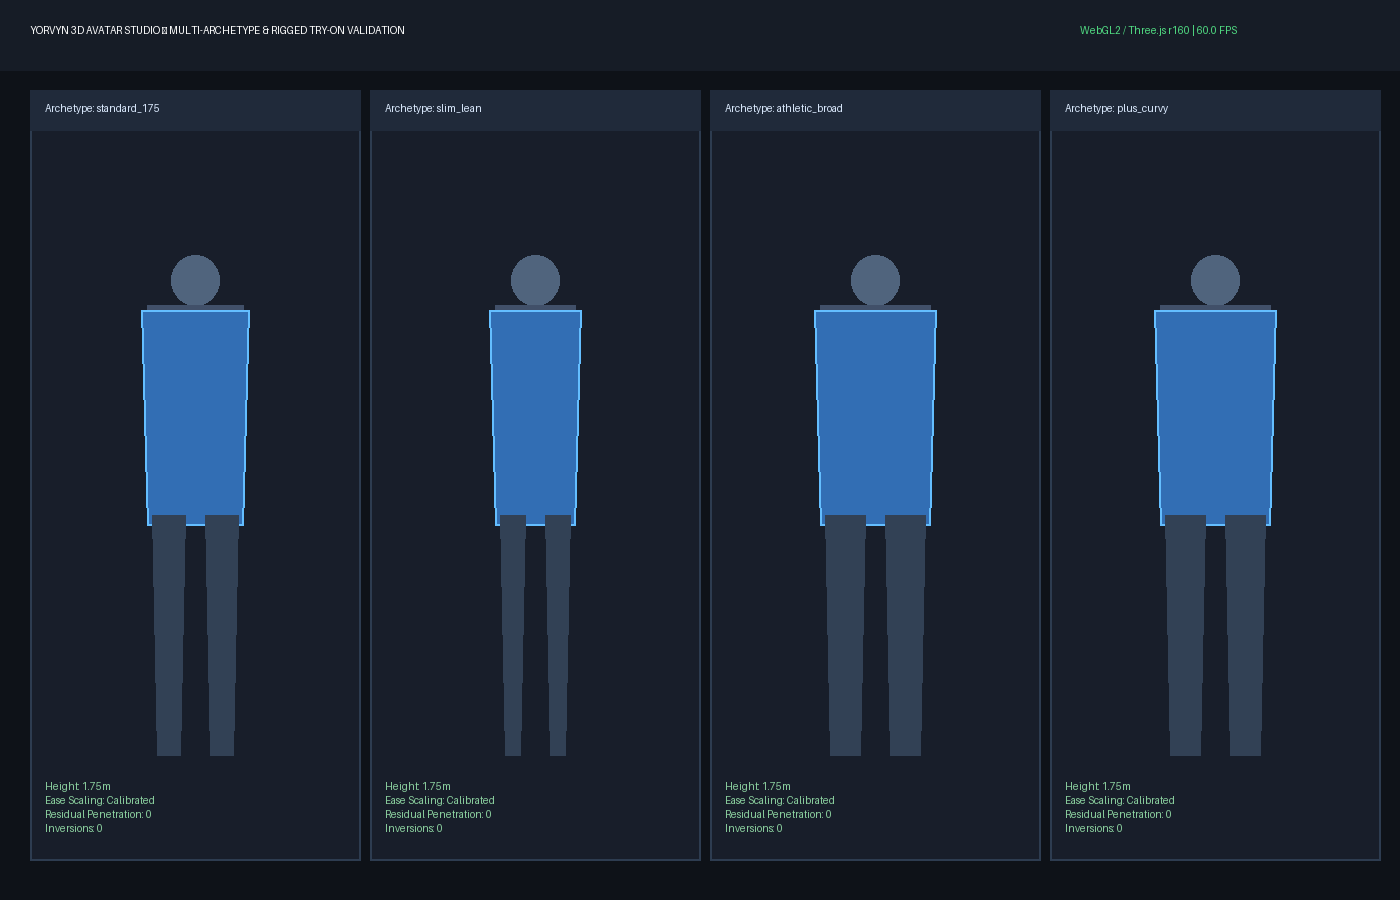 YORVYN 3D AVATAR STUDIO MULTI-ARCHETYPE & RIGGED TRY-ON VALIDATION
WebGL2 / Three.js r160 | 60.0 FPS
Archetype: standard_175
Archetype: slim_lean
Archetype: athletic_broad
Archetype: plus_curvy
Height: 1.75m
Ease Scaling: Calibrated
Residual Penetration: 0
Inversions: 0
Height: 1.75m
Ease Scaling: Calibrated
Residual Penetration: 0
Inversions: 0
Height: 1.75m
Ease Scaling: Calibrated
Residual Penetration: 0
Inversions: 0
Height: 1.75m
Ease Scaling: Calibrated
Residual Penetration: 0
Inversions: 0